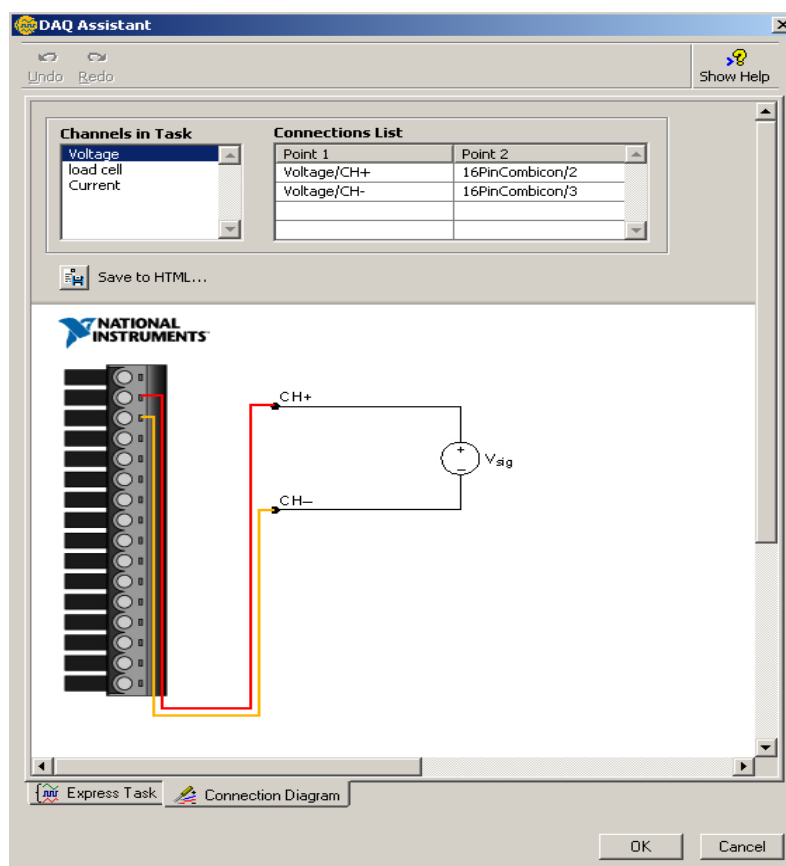 DAQ Assistant
Undo Redo Show Help
Channels in Task Connections List
Voltage
load cell
Current
Point 1 Point 2
Voltage/CH+ 16PinCombicon/2
Voltage/CH- 16PinCombicon/3
Save to HTML...
NATIONAL
INSTRUMENTS
CH+
+
− Vsig
CH−
Express Task Connection Diagram
OK Cancel